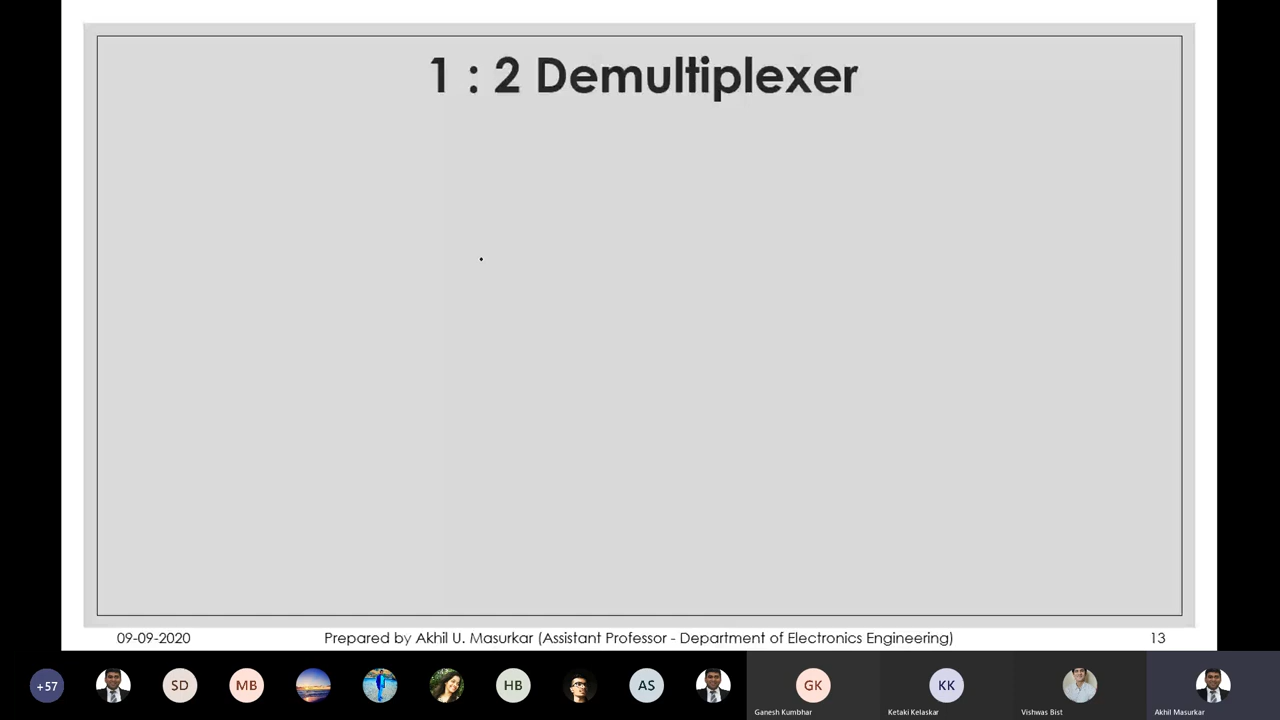 1 : 2 Demultiplexer
09-09-2020
Prepared by Akhil U. Masurkar (Assistant Professor - Department of Electronics Engineering)
13
+57
SD
MB
HB
AS
GK
KK
Ganesh Kumbhar
Ketaki Kelaskar
Vishwas Bist
Akhil Masurkar